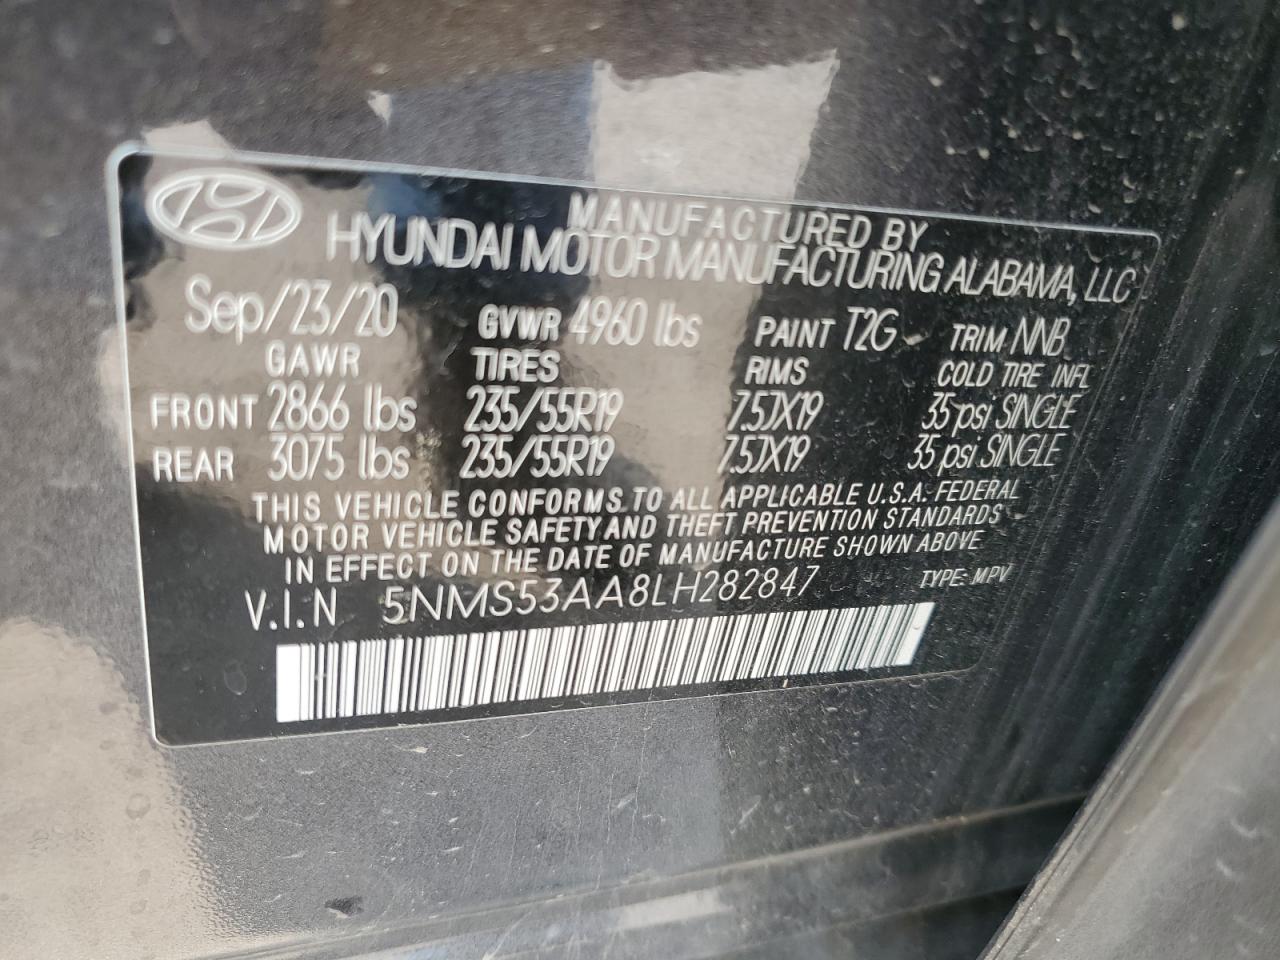 MANUFACTURED BY
HYUNDAI MOTOR MANUFACTURING ALABAMA, LLC
Sep/23/20 GVWR 4960 lbs PAINT T2G TRIM NNB
GAWR TIRES RIMS COLD TIRE INFL
FRONT 2866 lbs 235/55R19 7.5JX19 35 psi SINGLE
REAR 3075 lbs 235/55R19 7.5JX19 35 psi SINGLE
THIS VEHICLE CONFORMS TO ALL APPLICABLE U.S.A. FEDERAL
MOTOR VEHICLE SAFETY AND THEFT PREVENTION STANDARDS
IN EFFECT ON THE DATE OF MANUFACTURE SHOWN ABOVE
V.I.N 5NMS53AA8LH282847 TYPE: MPV